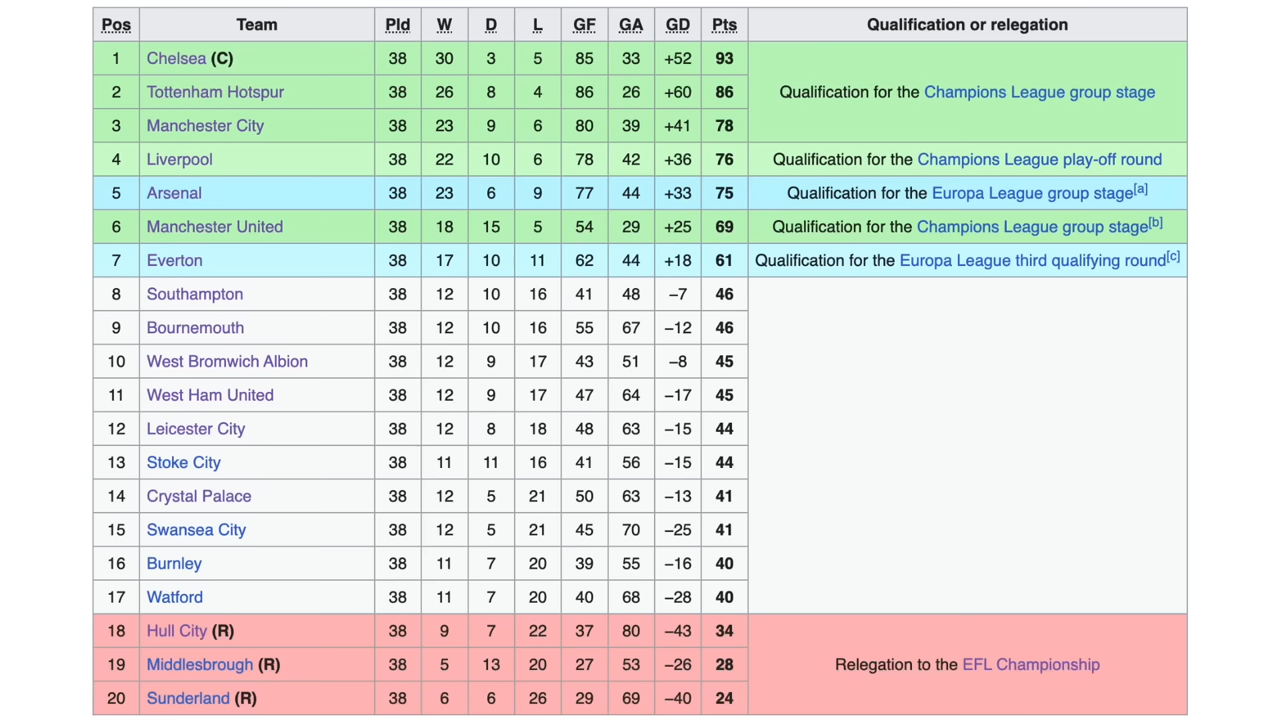 Pos Team Pld W D L GF GA GD Pts Qualification or relegation
1 Chelsea (C) 38 30 3 5 85 33 +52 93
2 Tottenham Hotspur 38 26 8 4 86 26 +60 86 Qualification for the Champions League group stage
3 Manchester City 38 23 9 6 80 39 +41 78
4 Liverpool 38 22 10 6 78 42 +36 76 Qualification for the Champions League play-off round
5 Arsenal 38 23 6 9 77 44 +33 75 Qualification for the Europa League group stage[a]
6 Manchester United 38 18 15 5 54 29 +25 69 Qualification for the Champions League group stage[b]
7 Everton 38 17 10 11 62 44 +18 61 Qualification for the Europa League third qualifying round[c]
8 Southampton 38 12 10 16 41 48 −7 46
9 Bournemouth 38 12 10 16 55 67 −12 46
10 West Bromwich Albion 38 12 9 17 43 51 −8 45
11 West Ham United 38 12 9 17 47 64 −17 45
12 Leicester City 38 12 8 18 48 63 −15 44
13 Stoke City 38 11 11 16 41 56 −15 44
14 Crystal Palace 38 12 5 21 50 63 −13 41
15 Swansea City 38 12 5 21 45 70 −25 41
16 Burnley 38 11 7 20 39 55 −16 40
17 Watford 38 11 7 20 40 68 −28 40
18 Hull City (R) 38 9 7 22 37 80 −43 34
19 Middlesbrough (R) 38 5 13 20 27 53 −26 28 Relegation to the EFL Championship
20 Sunderland (R) 38 6 6 26 29 69 −40 24